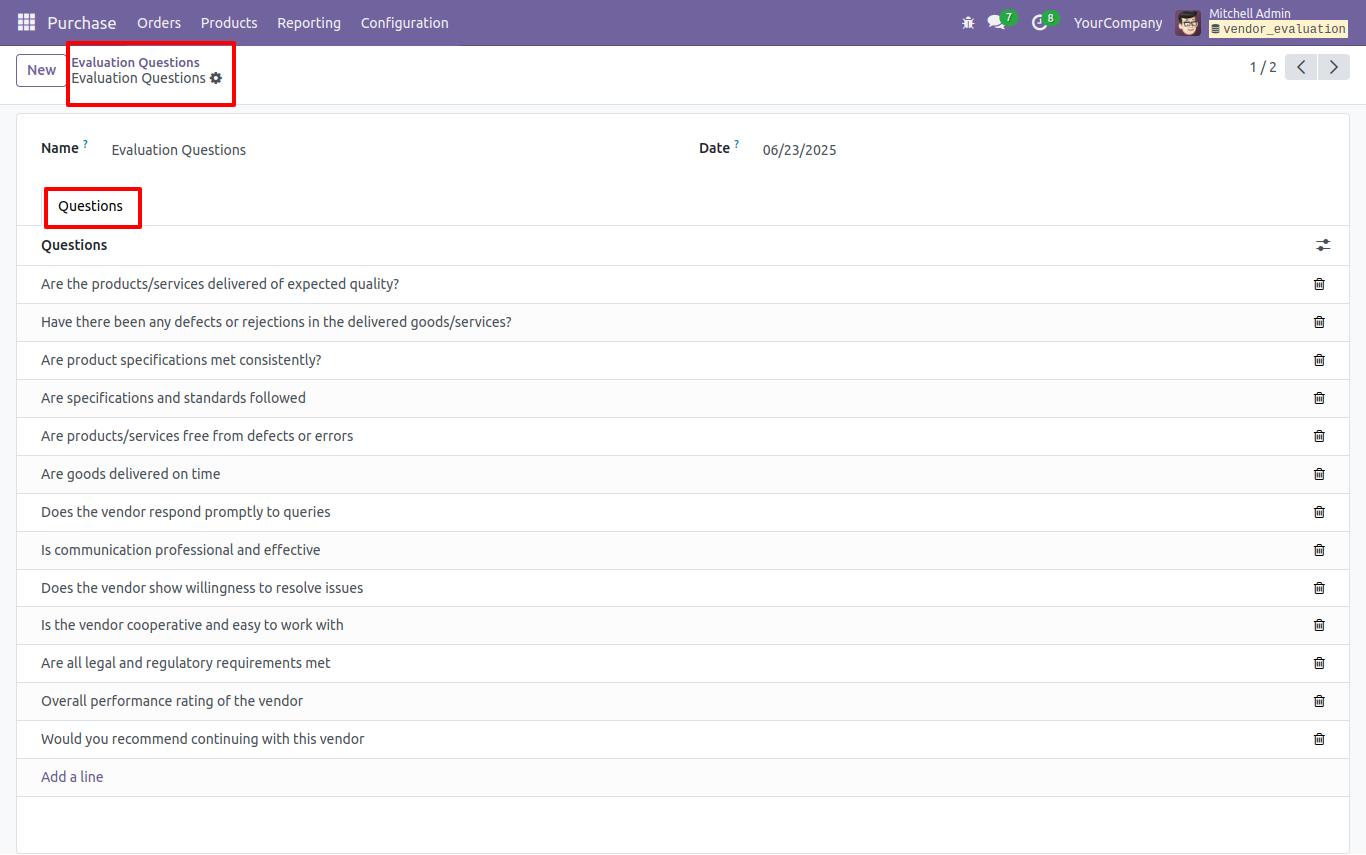 Purchase Orders Products Reporting Configuration 7 8 YourCompany Mitchell Admin
vendor_evaluation
New Evaluation Questions 1 / 2
Evaluation Questions
Name ? Evaluation Questions Date ? 06/23/2025
Questions
Questions
Are the products/services delivered of expected quality?
Have there been any defects or rejections in the delivered goods/services?
Are product specifications met consistently?
Are specifications and standards followed
Are products/services free from defects or errors
Are goods delivered on time
Does the vendor respond promptly to queries
Is communication professional and effective
Does the vendor show willingness to resolve issues
Is the vendor cooperative and easy to work with
Are all legal and regulatory requirements met
Overall performance rating of the vendor
Would you recommend continuing with this vendor
Add a line